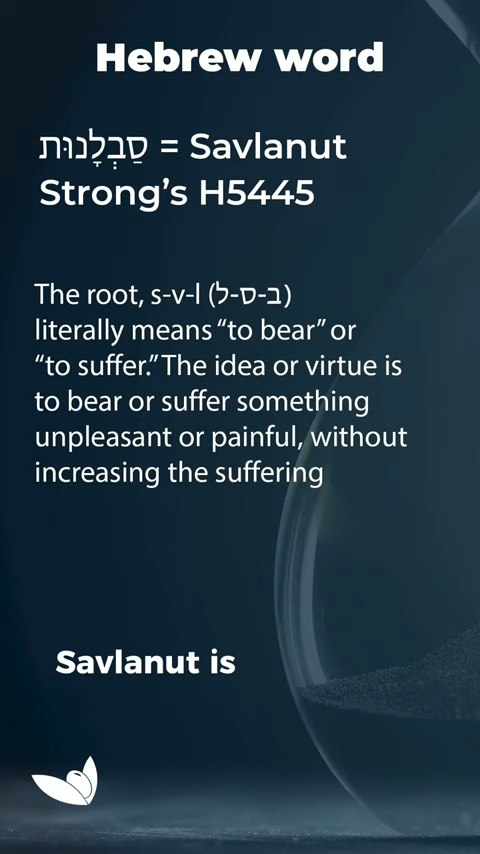 Hebrew word
סַבְלָנוּת = Savlanut
Strong’s H5445
The root, s-v-l (ב-ס-ל)
literally means “to bear” or
“to suffer.” The idea or virtue is
to bear or suffer something
unpleasant or painful, without
increasing the suffering
Savlanut is